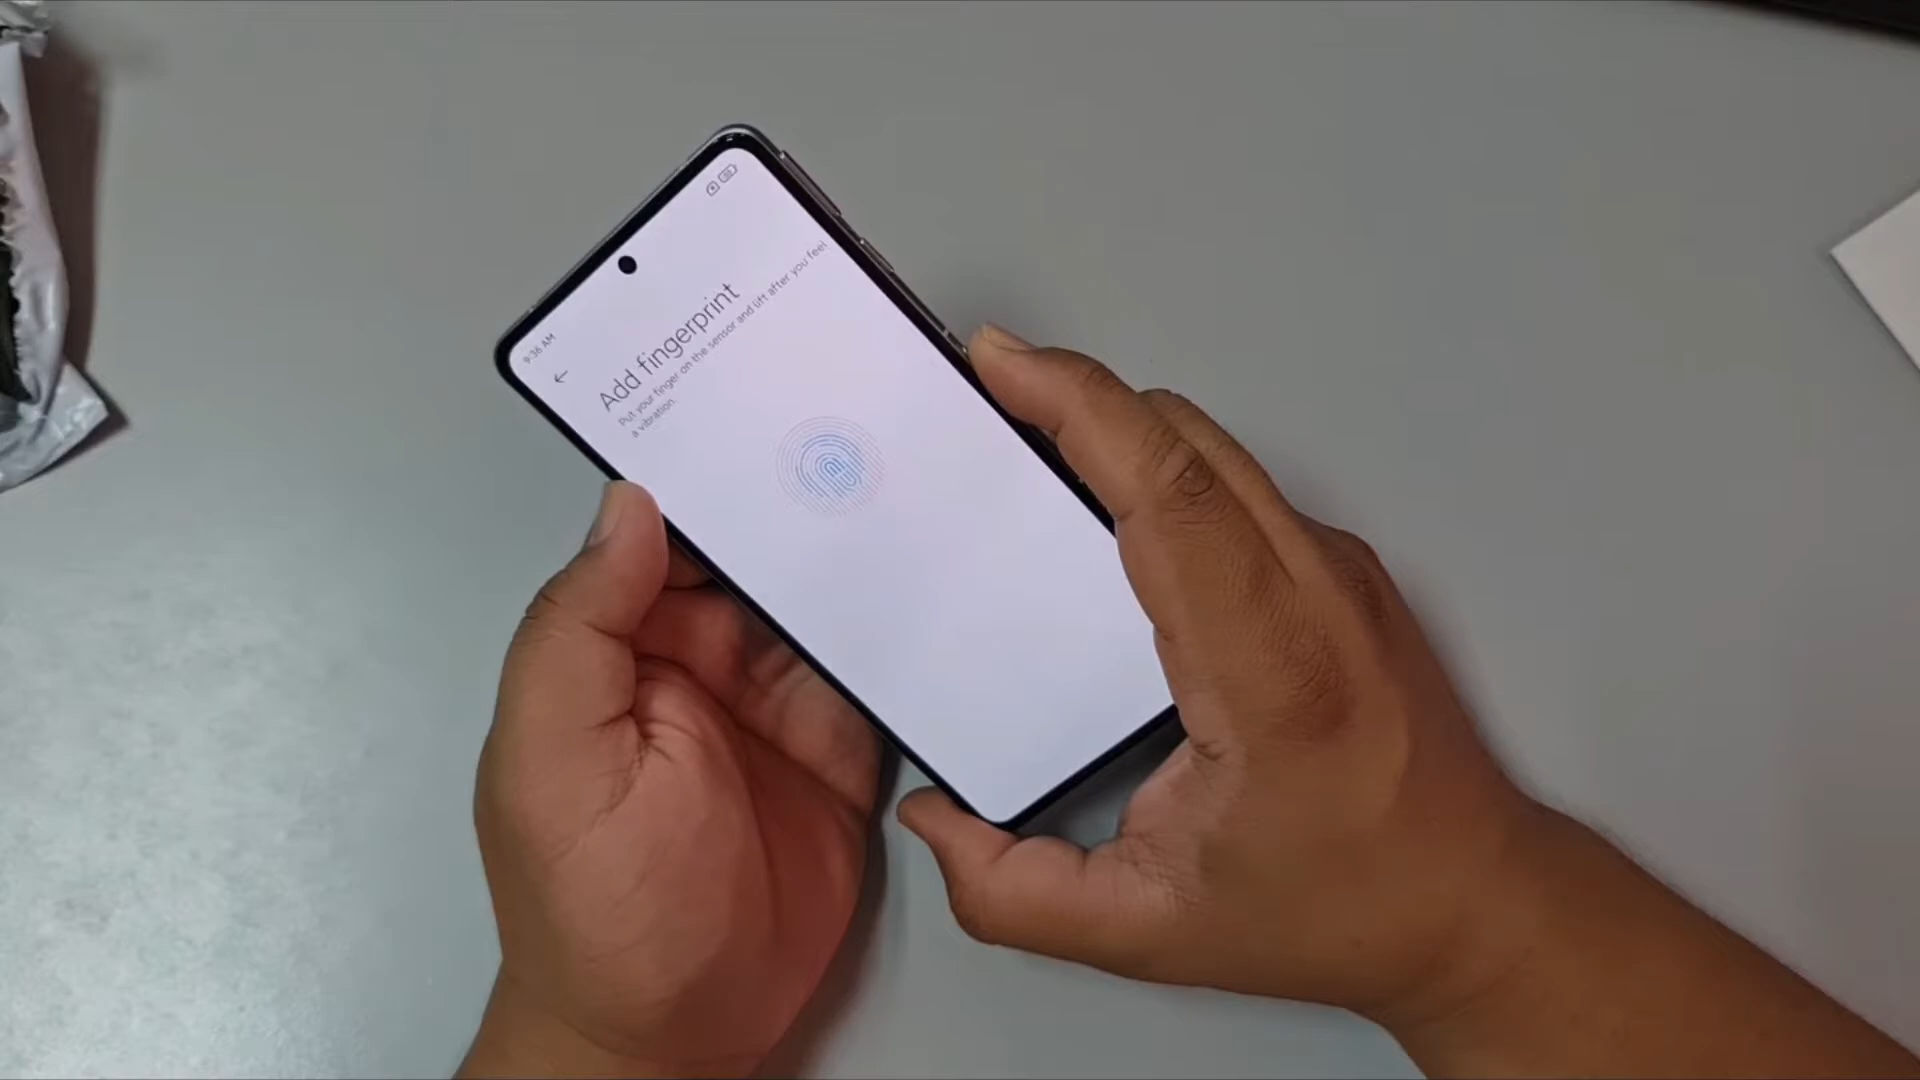 9:36 AM
Add fingerprint
Put your finger on the sensor and lift after you feel
a vibration.